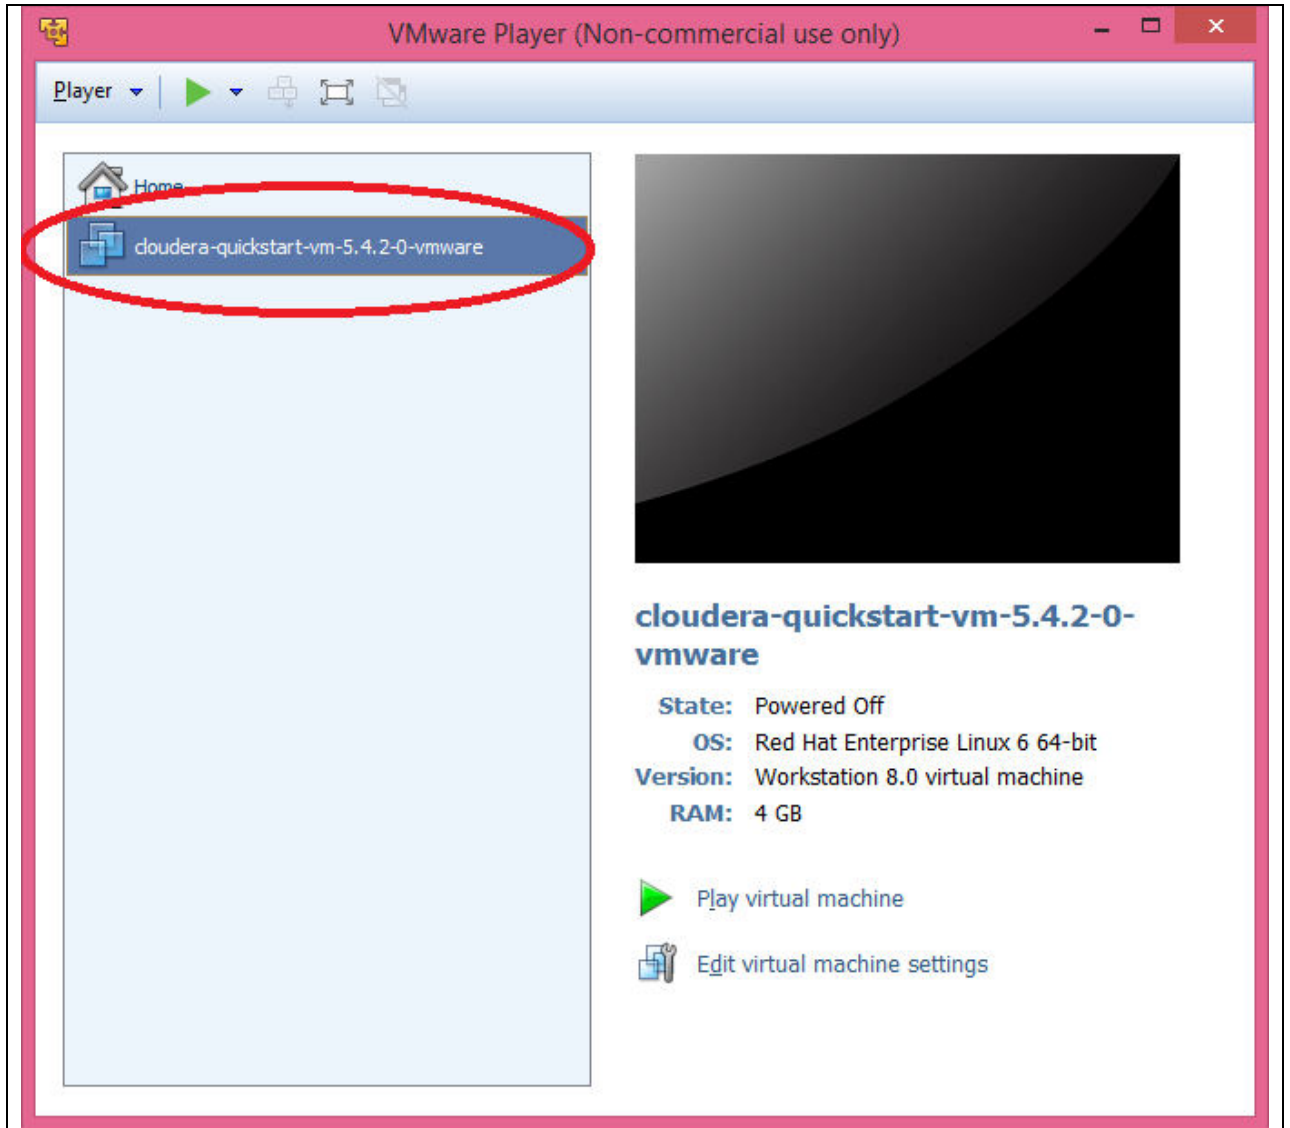 VMware Player (Non-commercial use only)
Player
Home
cloudera-quickstart-vm-5.4.2-0-vmware
cloudera-quickstart-vm-5.4.2-0-
vmware
State: Powered Off
OS: Red Hat Enterprise Linux 6 64-bit
Version: Workstation 8.0 virtual machine
RAM: 4 GB
Play virtual machine
Edit virtual machine settings